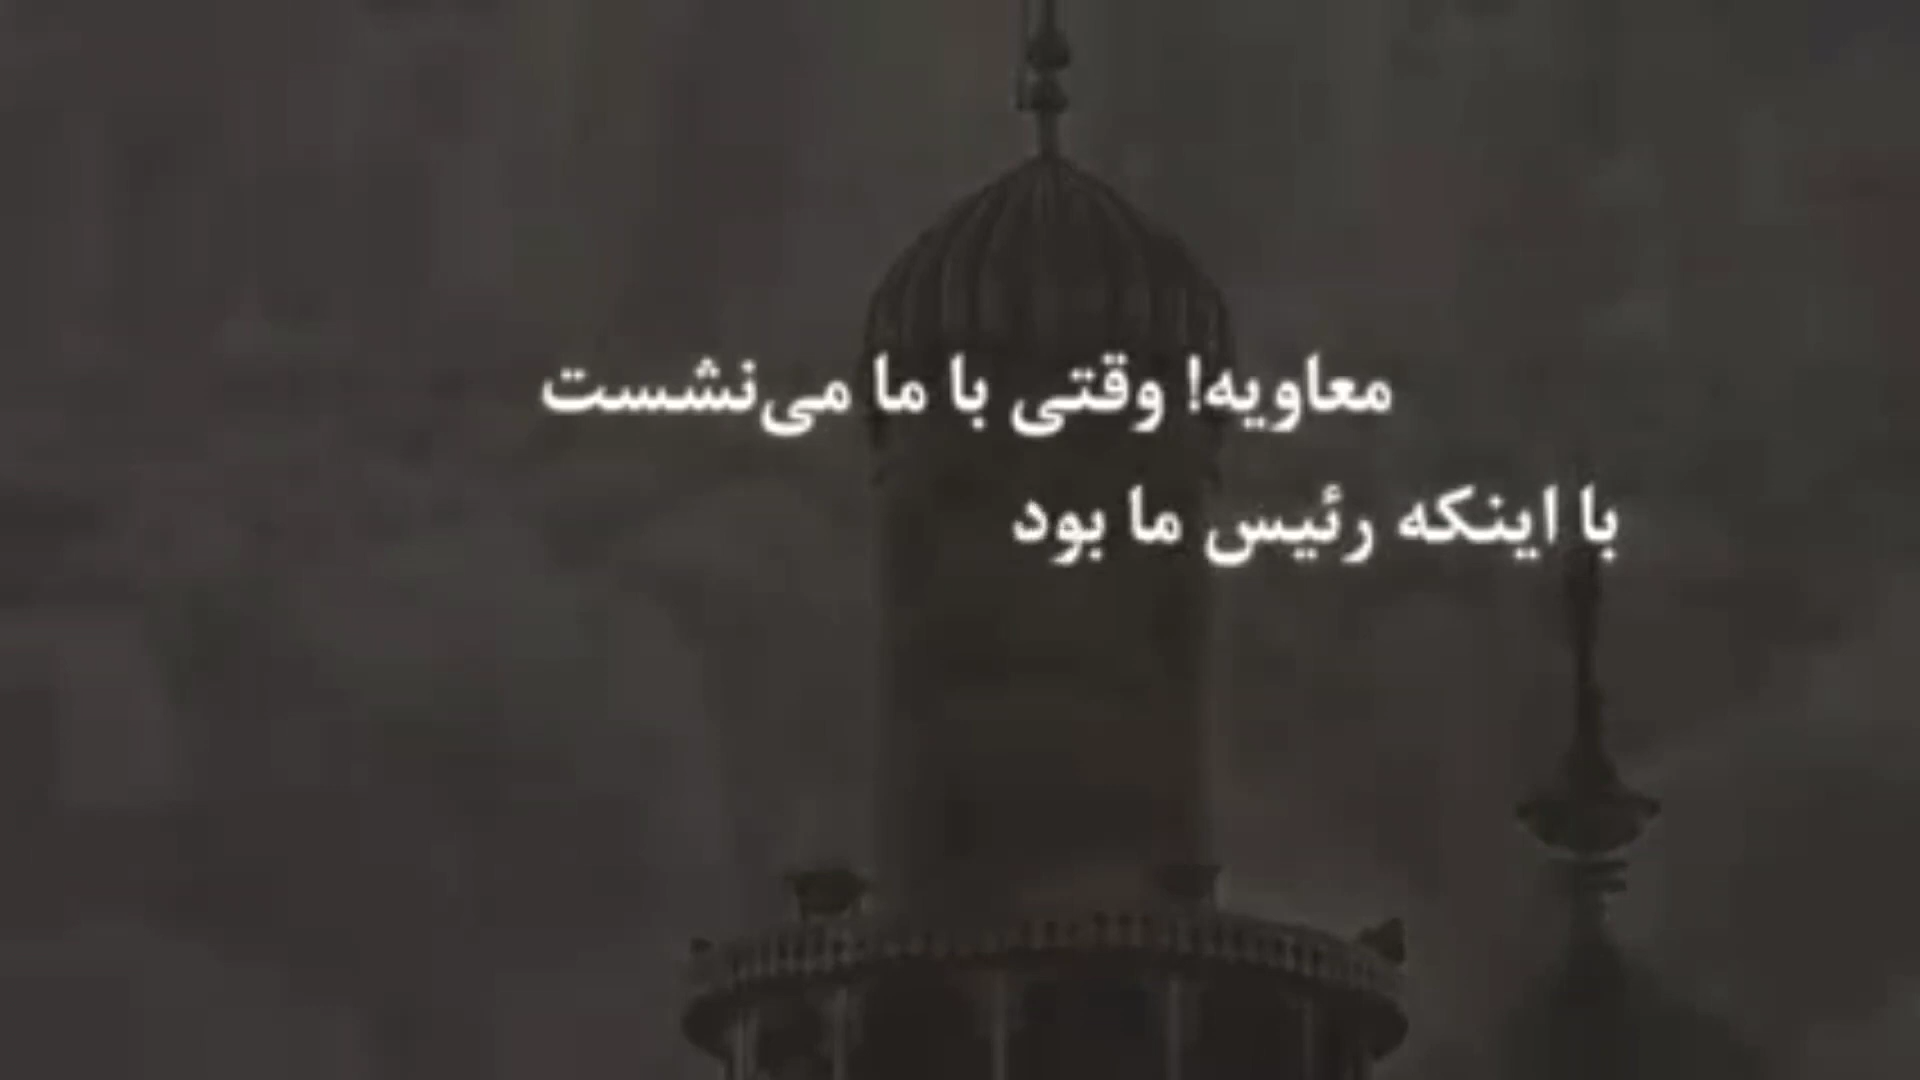 معاویه! وقتی با ما می‌نشست
با اینکه رئیس ما بود